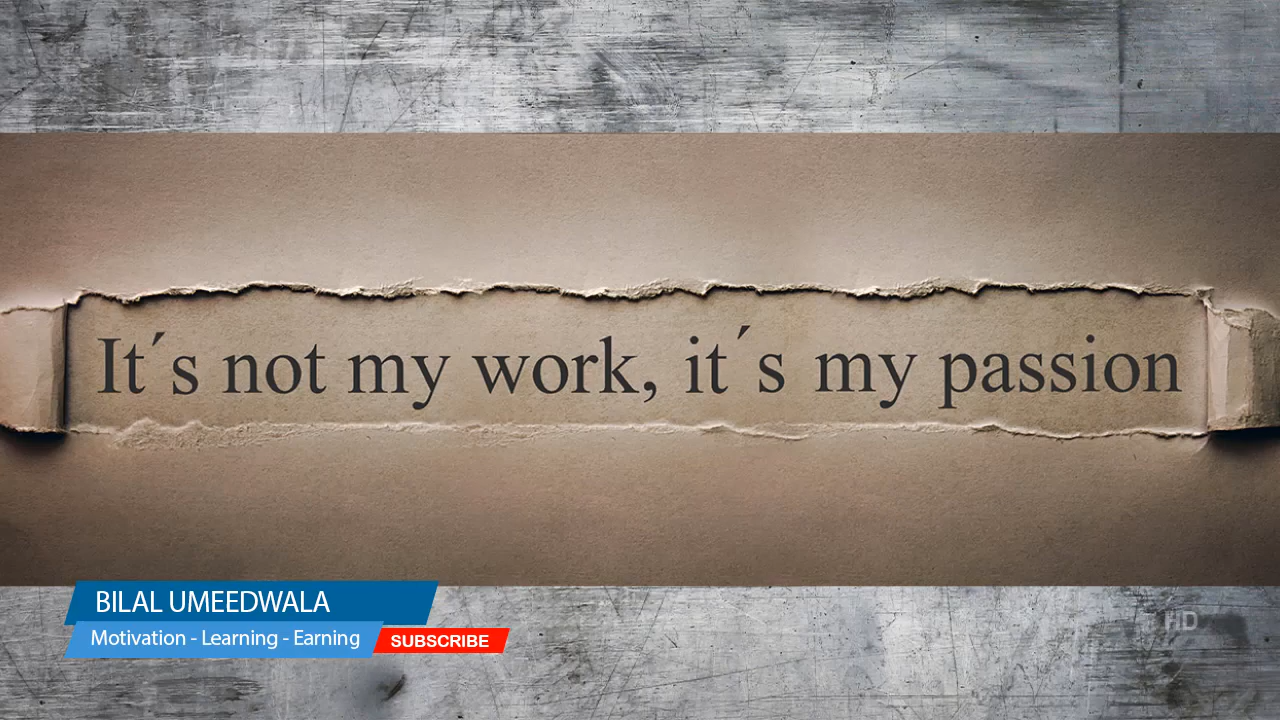 It´s not my work, it´s my passion
BILAL UMEEDWALA
Motivation - Learning - Earning
SUBSCRIBE
HD